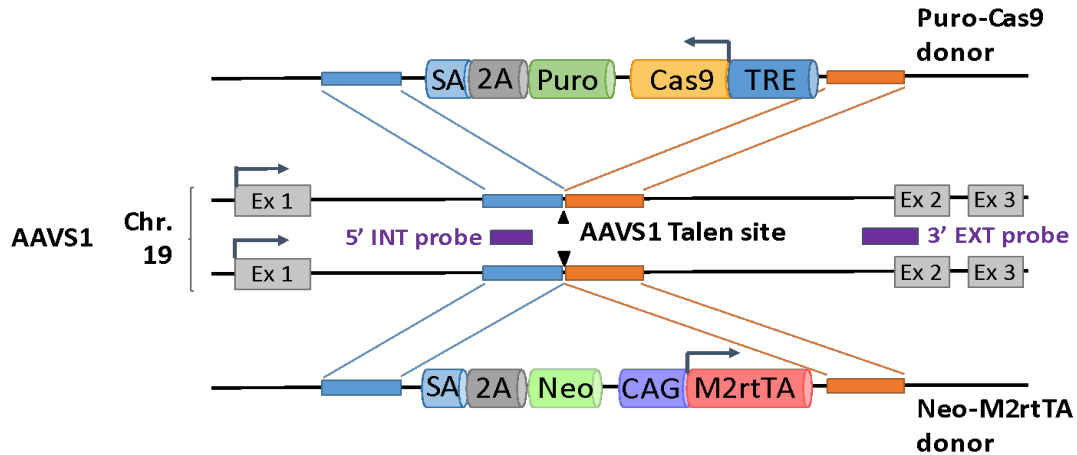 Puro-Cas9
donor
SA 2A Puro Cas9 TRE
Ex 1 Ex 2 Ex 3
AAVS1
Chr.
19
5’ INT probe AAVS1 Talen site 3’ EXT probe
Ex 1 Ex 2 Ex 3
SA 2A Neo CAG M2rtTA
Neo-M2rtTA
donor